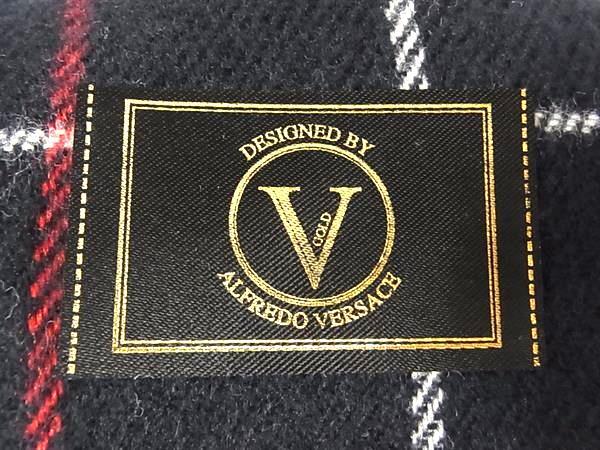 DESIGNED BY
V
GOLD
ALFREDO VERSACE